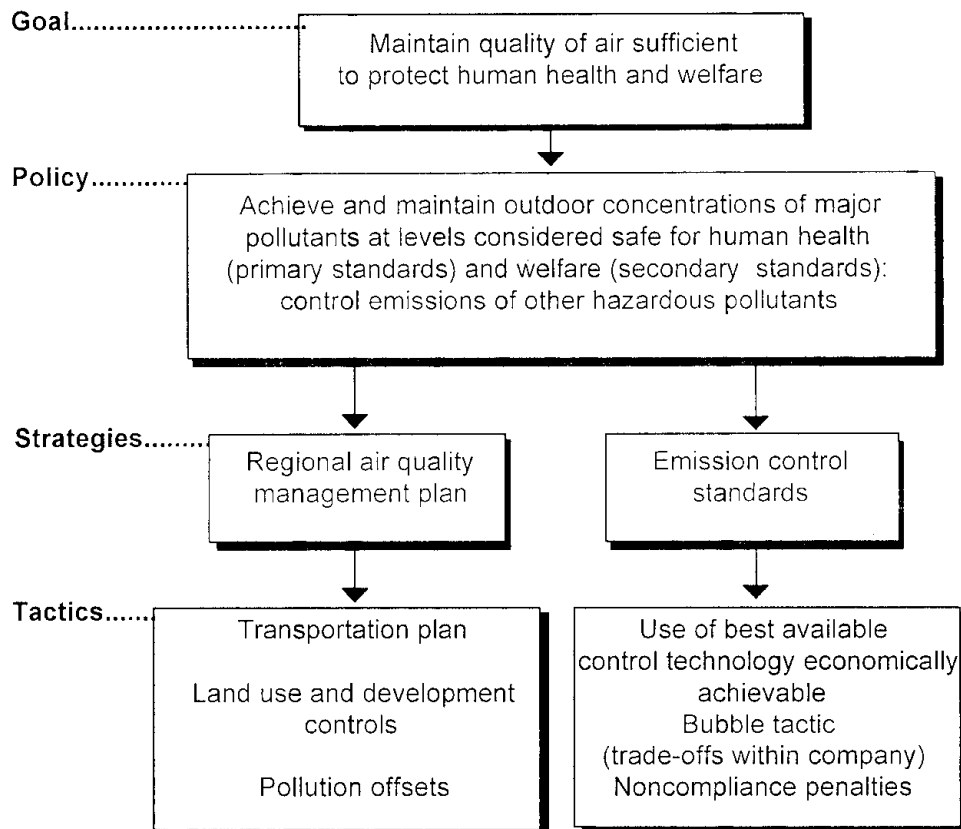 Goal......................
Maintain quality of air sufficient
to protect human health and welfare
Policy............
Achieve and maintain outdoor concentrations of major
pollutants at levels considered safe for human health
(primary standards) and welfare (secondary standards):
control emissions of other hazardous pollutants
Strategies.........
Regional air quality
management plan
Emission control
standards
Tactics.......
Transportation plan
Land use and development
controls
Pollution offsets
Use of best available
control technology economically
achievable
Bubble tactic
(trade-offs within company)
Noncompliance penalties